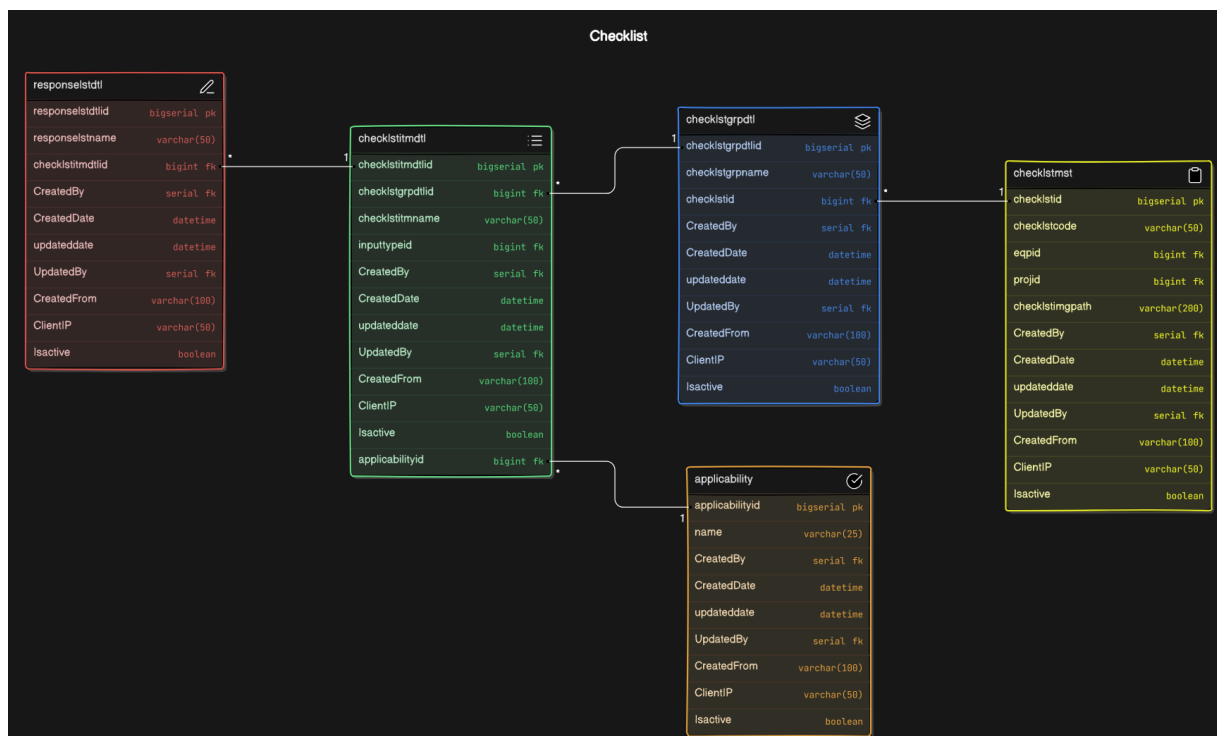 Checklist
responselstdtl
responselstdtlid bigserial pk
responselstname varchar(50)
checklstitmdtlid bigint fk
CreatedBy serial fk
CreatedDate datetime
updateddate datetime
UpdatedBy serial fk
CreatedFrom varchar(100)
ClientIP varchar(50)
Isactive boolean
* 1
checklstitmdtl
checklstitmdtlid bigserial pk
checklstgrpdtlid bigint fk
checklstitmname varchar(50)
inputtypeid bigint fk
CreatedBy serial fk
CreatedDate datetime
updateddate datetime
UpdatedBy serial fk
CreatedFrom varchar(100)
ClientIP varchar(50)
Isactive boolean
applicabilityid bigint fk
* 1
checklstgrpdtl
checklstgrpdtlid bigserial pk
checklstgrpname varchar(50)
checklstid bigint fk
CreatedBy serial fk
CreatedDate datetime
updateddate datetime
UpdatedBy serial fk
CreatedFrom varchar(100)
ClientIP varchar(50)
Isactive boolean
* 1
applicability
applicabilityid bigserial pk
name varchar(25)
CreatedBy serial fk
CreatedDate datetime
updateddate datetime
UpdatedBy serial fk
CreatedFrom varchar(100)
ClientIP varchar(50)
Isactive boolean
* 1
checklstmst
checklstid bigserial pk
checklstcode varchar(50)
eqpid bigint fk
projid bigint fk
checklstimgpath varchar(200)
CreatedBy serial fk
CreatedDate datetime
updateddate datetime
UpdatedBy serial fk
CreatedFrom varchar(100)
ClientIP varchar(50)
Isactive boolean